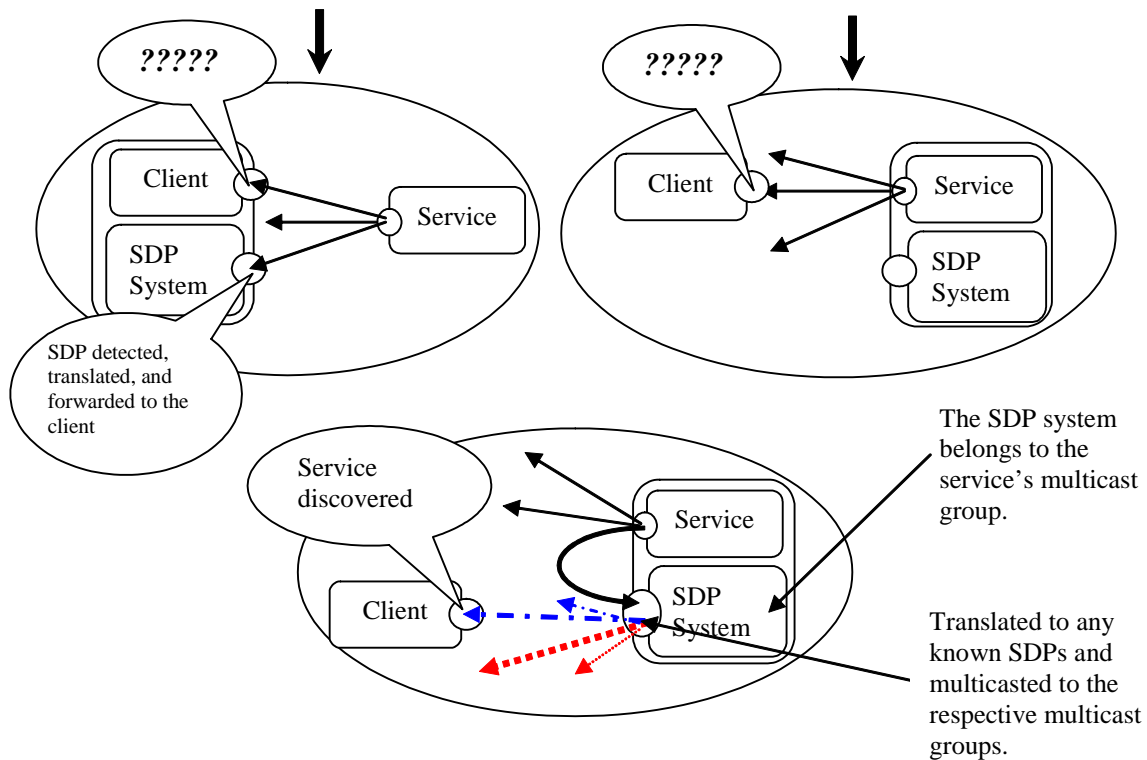 ?????
Client
Service
SDP
System
SDP detected,
translated, and
forwarded to the
client
?????
Client
Service
SDP
System
Service
discovered
Client
Service
SDP
System
The SDP system
belongs to the
service’s multicast
group.
Translated to any
known SDPs and
multicasted to the
respective multicast
groups.